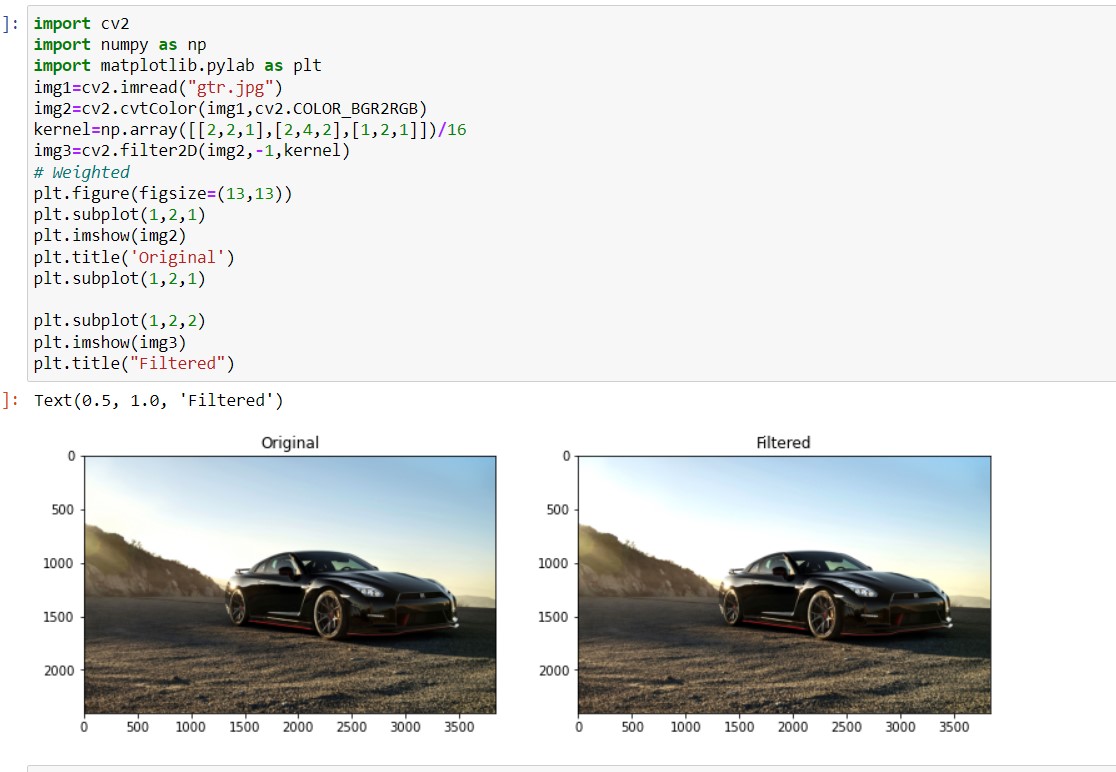 ]:
import cv2
import numpy as np
import matplotlib.pylab as plt
img1=cv2.imread("gtr.jpg")
img2=cv2.cvtColor(img1,cv2.COLOR_BGR2RGB)
kernel=np.array([[2,2,1],[2,4,2],[1,2,1]])/16
img3=cv2.filter2D(img2,-1,kernel)
# Weighted
plt.figure(figsize=(13,13))
plt.subplot(1,2,1)
plt.imshow(img2)
plt.title('Original')
plt.subplot(1,2,1)
plt.subplot(1,2,2)
plt.imshow(img3)
plt.title("Filtered")
]: Text(0.5, 1.0, 'Filtered')
Original
0
500
1000
1500
2000
0 500 1000 1500 2000 2500 3000 3500
Filtered
0
500
1000
1500
2000
0 500 1000 1500 2000 2500 3000 3500